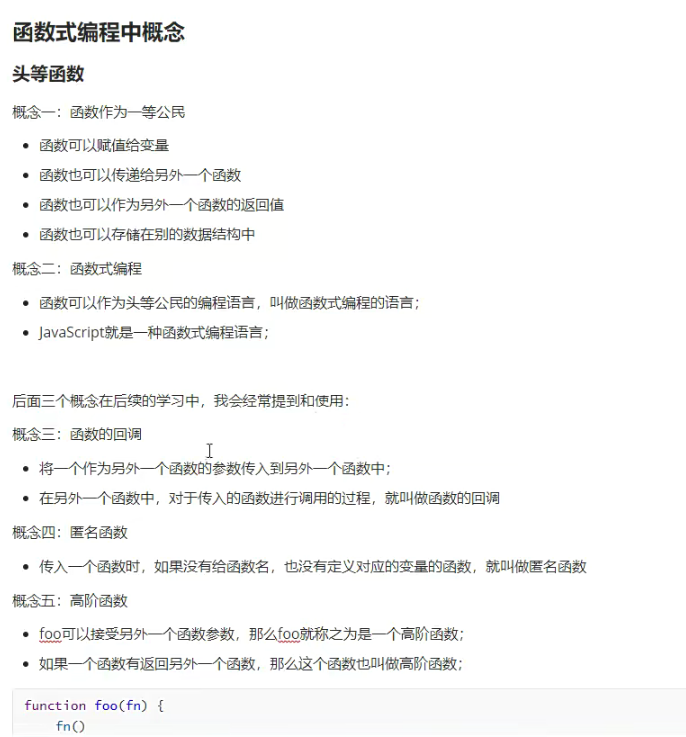 函数式编程中概念
头等函数
概念一：函数作为一等公民
函数可以赋值给变量
函数也可以传递给另外一个函数
函数也可以作为另外一个函数的返回值
函数也可以存储在别的数据结构中
概念二：函数式编程
函数可以作为头等公民的编程语言，叫做函数式编程的语言；
JavaScript就是一种函数式编程语言；
后面三个概念在后续的学习中，我会经常提到和使用：
概念三：函数的回调
将一个作为另外一个函数的参数传入到另外一个函数中；
在另外一个函数中，对于传入的函数进行调用的过程，就叫做函数的回调
概念四：匿名函数
传入一个函数时，如果没有给函数名，也没有定义对应的变量的函数，就叫做匿名函数
概念五：高阶函数
foo可以接受另外一个函数参数，那么foo就称之为是一个高阶函数；
如果一个函数有返回另外一个函数，那么这个函数也叫做高阶函数；
function foo(fn) {
fn()